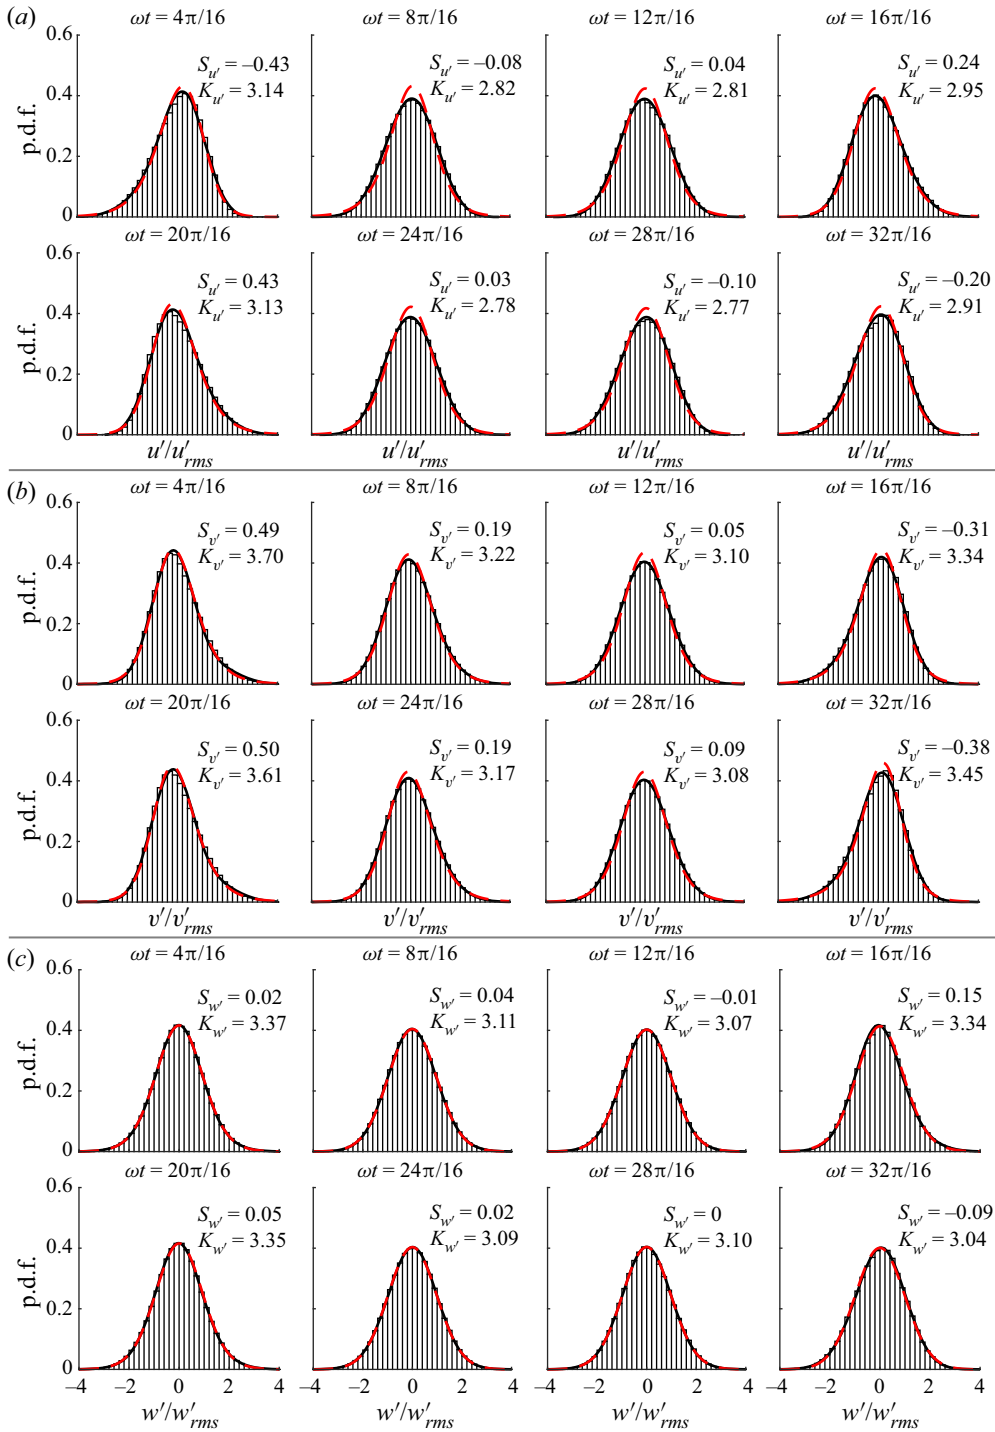 (a) ωt = 4π/16 ωt = 8π/16 ωt = 12π/16 ωt = 16π/16
0.6
S_u′ = –0.43 S_u′ = –0.08 S_u′ = 0.04 S_u′ = 0.24
K_u′ = 3.14 K_u′ = 2.82 K_u′ = 2.81 K_u′ = 2.95
0.4
p.d.f.
0.2
0
ωt = 20π/16 ωt = 24π/16 ωt = 28π/16 ωt = 32π/16
0.6
S_u′ = 0.43 S_u′ = 0.03 S_u′ = –0.10 S_u′ = –0.20
K_u′ = 3.13 K_u′ = 2.78 K_u′ = 2.77 K_u′ = 2.91
0.4
p.d.f.
0.2
0
u′/u′_rms u′/u′_rms u′/u′_rms u′/u′_rms
(b) ωt = 4π/16 ωt = 8π/16 ωt = 12π/16 ωt = 16π/16
0.6
S_v′ = 0.49 S_v′ = 0.19 S_v′ = 0.05 S_v′ = –0.31
K_v′ = 3.70 K_v′ = 3.22 K_v′ = 3.10 K_v′ = 3.34
0.4
p.d.f.
0.2
0
ωt = 20π/16 ωt = 24π/16 ωt = 28π/16 ωt = 32π/16
0.6
S_v′ = 0.50 S_v′ = 0.19 S_v′ = 0.09 S_v′ = –0.38
K_v′ = 3.61 K_v′ = 3.17 K_v′ = 3.08 K_v′ = 3.45
0.4
p.d.f.
0.2
0
v′/v′_rms v′/v′_rms v′/v′_rms v′/v′_rms
(c) ωt = 4π/16 ωt = 8π/16 ωt = 12π/16 ωt = 16π/16
0.6
S_w′ = 0.02 S_w′ = 0.04 S_w′ = –0.01 S_w′ = 0.15
K_w′ = 3.37 K_w′ = 3.11 K_w′ = 3.07 K_w′ = 3.34
0.4
p.d.f.
0.2
0
ωt = 20π/16 ωt = 24π/16 ωt = 28π/16 ωt = 32π/16
0.6
S_w′ = 0.05 S_w′ = 0.02 S_w′ = 0 S_w′ = –0.09
K_w′ = 3.35 K_w′ = 3.09 K_w′ = 3.10 K_w′ = 3.04
0.4
p.d.f.
0.2
0
–4 –2 0 2 4 –2 0 2 4 –2 0 2 4 –2 0 2 4
w′/w′_rms w′/w′_rms w′/w′_rms w′/w′_rms